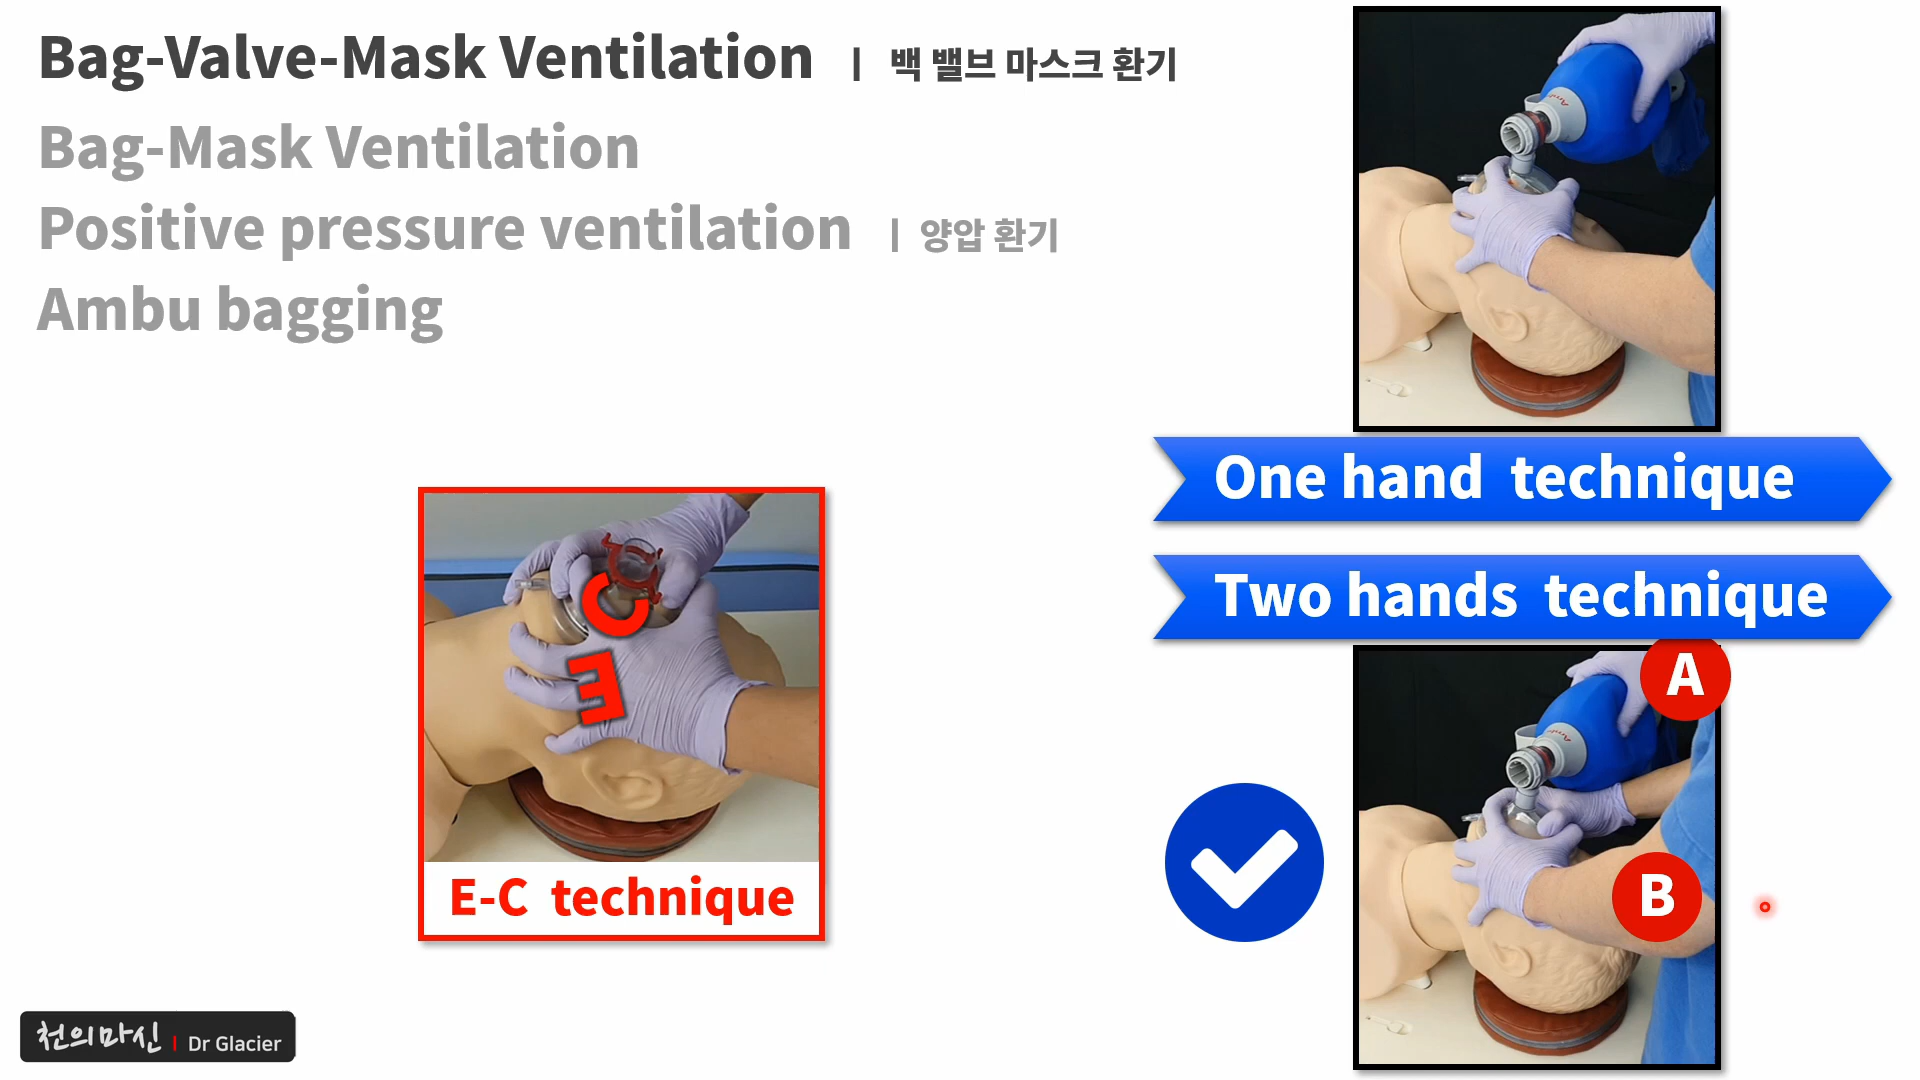 Bag-Valve-Mask Ventilation | 백 밸브 마스크 환기
Bag-Mask Ventilation
Positive pressure ventilation | 양압 환기
Ambu bagging
One hand technique
Two hands technique
A
B
C
E
E-C technique
천의마신 | Dr Glacier